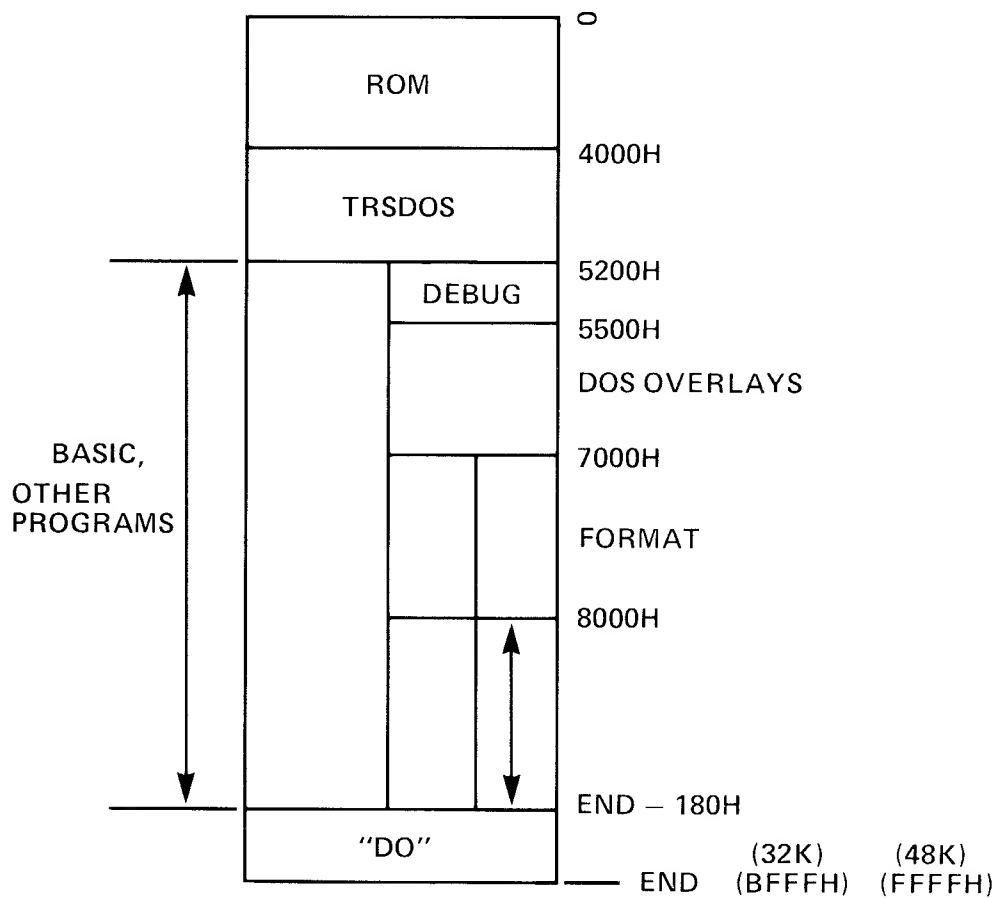 0
ROM
4000H
TRSDOS
5200H
DEBUG
5500H
DOS OVERLAYS
BASIC,
OTHER
PROGRAMS
7000H
FORMAT
8000H
END – 180H
“DO”
(32K) (48K)
END (BFFFH) (FFFFH)